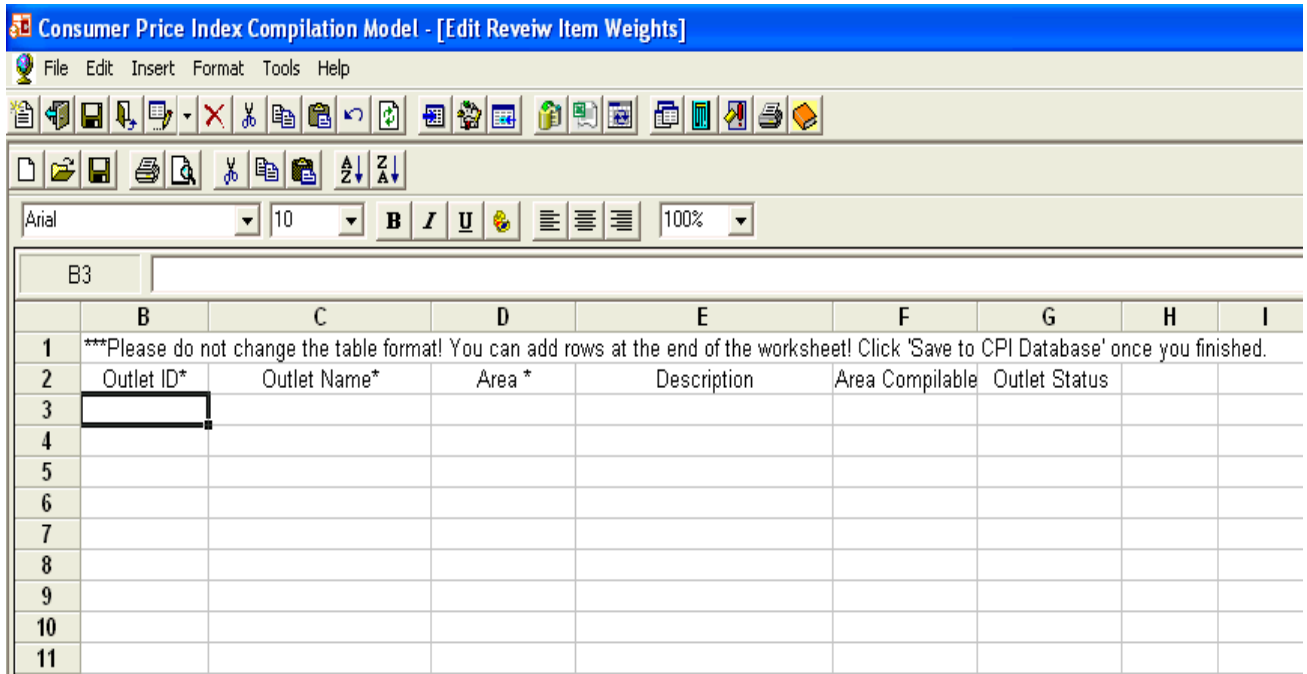 Consumer Price Index Compilation Model - [Edit Reveiw Item Weights]
File Edit Insert Format Tools Help
Arial 10 B I U 100%
B3
B C D E F G H I
1 ***Please do not change the table format! You can add rows at the end of the worksheet! Click 'Save to CPI Database' once you finished.
2 Outlet ID* Outlet Name* Area * Description Area Compilable Outlet Status
3
4
5
6
7
8
9
10
11